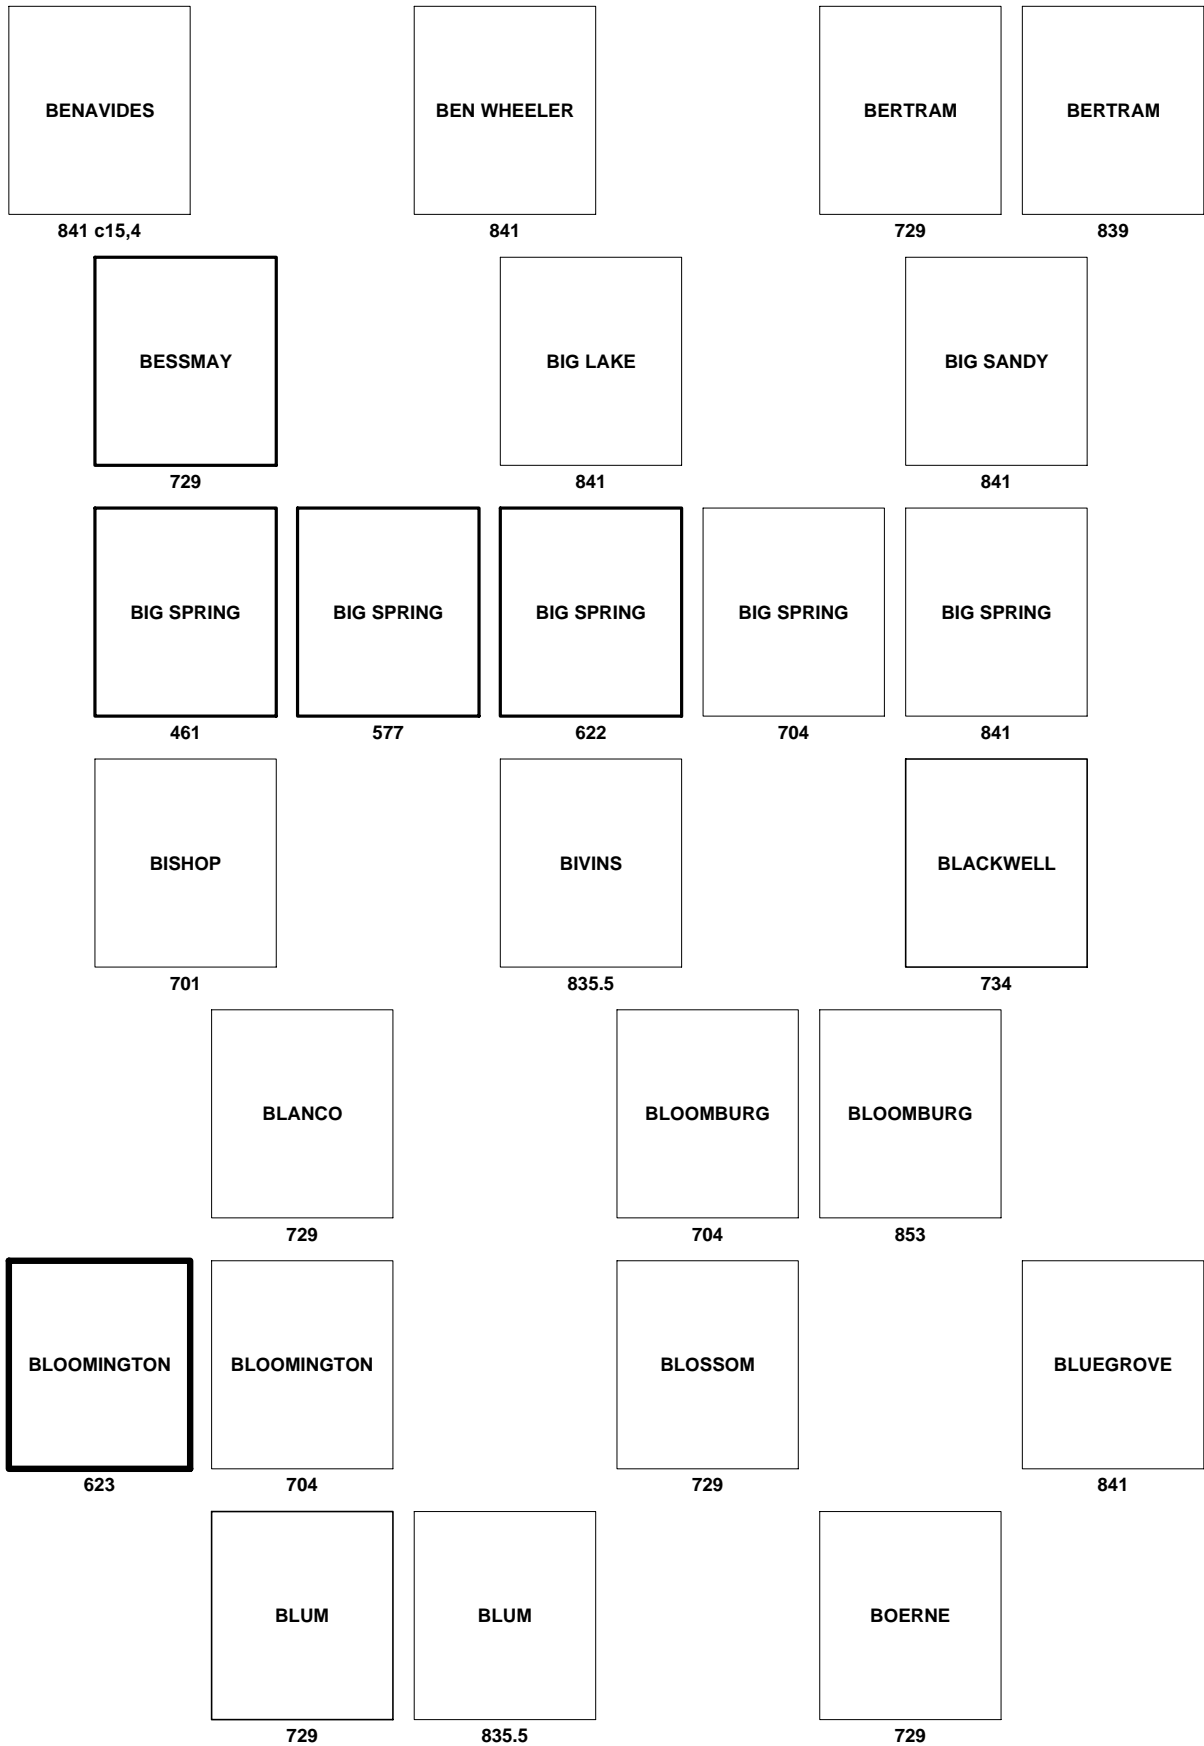 BENAVIDES BEN WHEELER BERTRAM BERTRAM
841 c15,4 841 729 839
BESSMAY BIG LAKE BIG SANDY
729 841 841
BIG SPRING BIG SPRING BIG SPRING BIG SPRING BIG SPRING
461 577 622 704 841
BISHOP BIVINS BLACKWELL
701 835.5 734
BLANCO BLOOMBURG BLOOMBURG
729 704 853
BLOOMINGTON BLOOMINGTON BLOSSOM BLUEGROVE
623 704 729 841
BLUM BLUM BOERNE
729 835.5 729